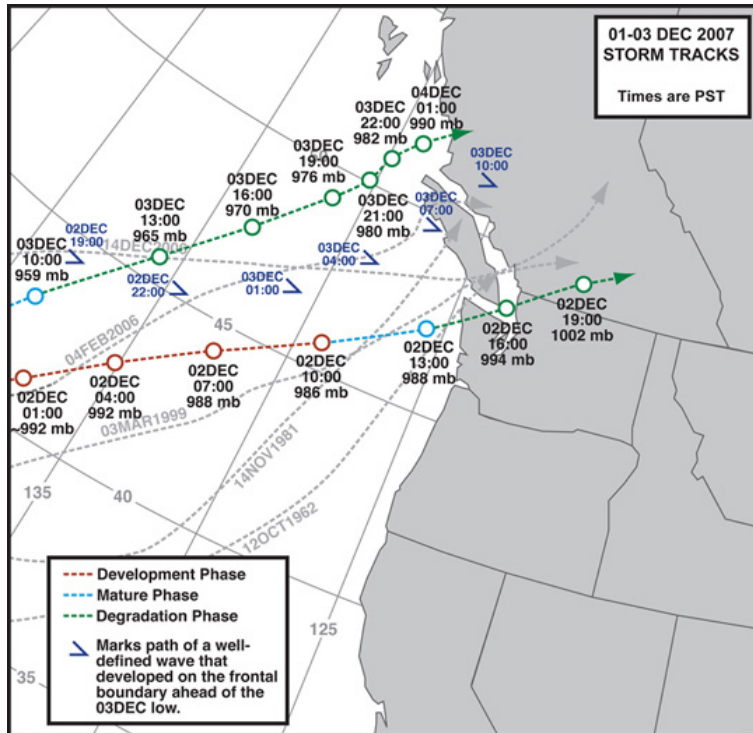 01-03 DEC 2007
STORM TRACKS
Times are PST
04DEC
01:00
990 mb
03DEC
22:00
982 mb
03DEC
19:00
976 mb
03DEC
16:00
970 mb
03DEC
13:00
965 mb
03DEC
10:00
959 mb
03DEC
21:00
980 mb
02DEC
19:00
02DEC
22:00
03DEC
01:00
03DEC
04:00
03DEC
07:00
03DEC
10:00
14DEC2006
04FEB2006
03MAR1999
14NOV1981
12OCT1962
02DEC
01:00
~992 mb
02DEC
04:00
992 mb
02DEC
07:00
988 mb
02DEC
10:00
986 mb
02DEC
13:00
988 mb
02DEC
16:00
994 mb
02DEC
19:00
1002 mb
45
135
40
125
35
Development Phase
Mature Phase
Degradation Phase
Marks path of a well-
defined wave that
developed on the frontal
boundary ahead of the
03DEC low.